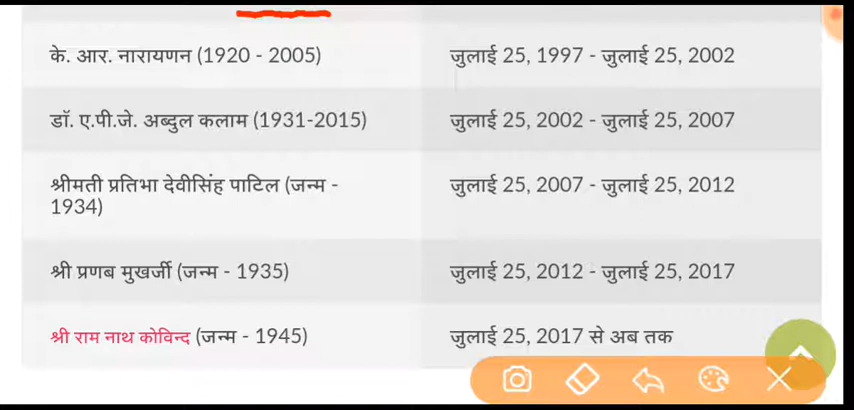 के. आर. नारायणन (1920 - 2005) जुलाई 25, 1997 - जुलाई 25, 2002
डॉ. ए.पी.जे. अब्दुल कलाम (1931-2015) जुलाई 25, 2002 - जुलाई 25, 2007
श्रीमती प्रतिभा देवीसिंह पाटिल (जन्म - जुलाई 25, 2007 - जुलाई 25, 2012
1934)
श्री प्रणब मुखर्जी (जन्म - 1935) जुलाई 25, 2012 - जुलाई 25, 2017
श्री राम नाथ कोविन्द (जन्म - 1945) जुलाई 25, 2017 से अब तक